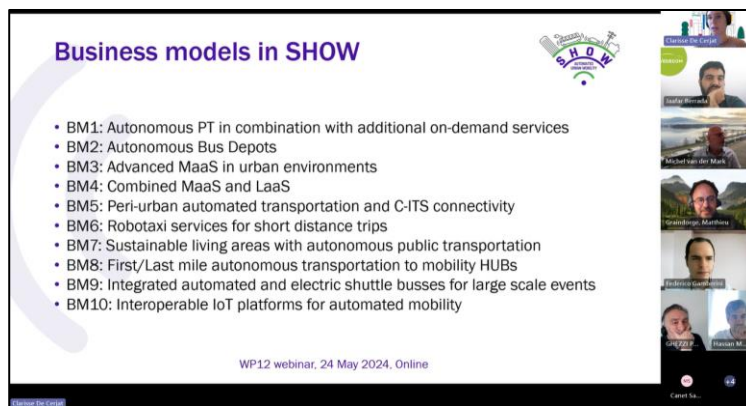 Business models in SHOW
SHOW
AUTOMATED
URBAN MOBILITY
• BM1: Autonomous PT in combination with additional on-demand services
• BM2: Autonomous Bus Depots
• BM3: Advanced MaaS in urban environments
• BM4: Combined MaaS and LaaS
• BM5: Peri-urban automated transportation and C-ITS connectivity
• BM6: Robotaxi services for short distance trips
• BM7: Sustainable living areas with autonomous public transportation
• BM8: First/Last mile autonomous transportation to mobility HUBs
• BM9: Integrated automated and electric shuttle busses for large scale events
• BM10: Interoperable IoT platforms for automated mobility
WP12 webinar, 24 May 2024, Online
Clarisse De Cerjat
Clarisse De Cerjat
Jaafar Berrada
Michel van der Mark
Graindorge, Matthieu
Federico Gamberini
GHEZZI P...
Hassan M...
Canet Sa...
+4